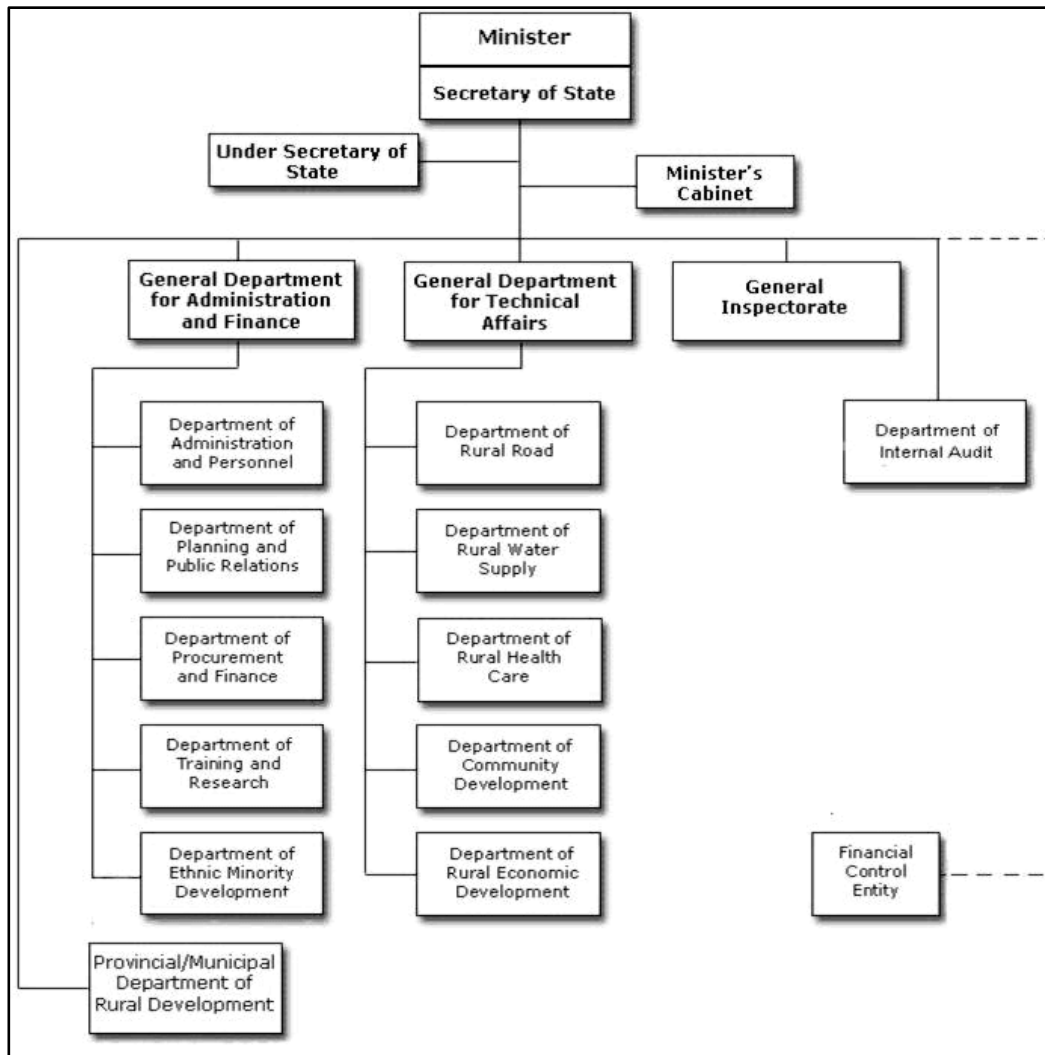 Minister
Secretary of State
Under Secretary of
State
Minister's
Cabinet
General Department
for Administration
and Finance
General Department
for Technical
Affairs
General
Inspectorate
Department of
Administration
and Personnel
Department of
Rural Road
Department of
Internal Audit
Department of
Planning and
Public Relations
Department of
Rural Water
Supply
Department of
Procurement
and Finance
Department of
Rural Health
Care
Department of
Training and
Research
Department of
Community
Development
Department of
Ethnic Minority
Development
Department of
Rural Economic
Development
Financial
Control
Entity
Provincial/Municipal
Department of
Rural Development